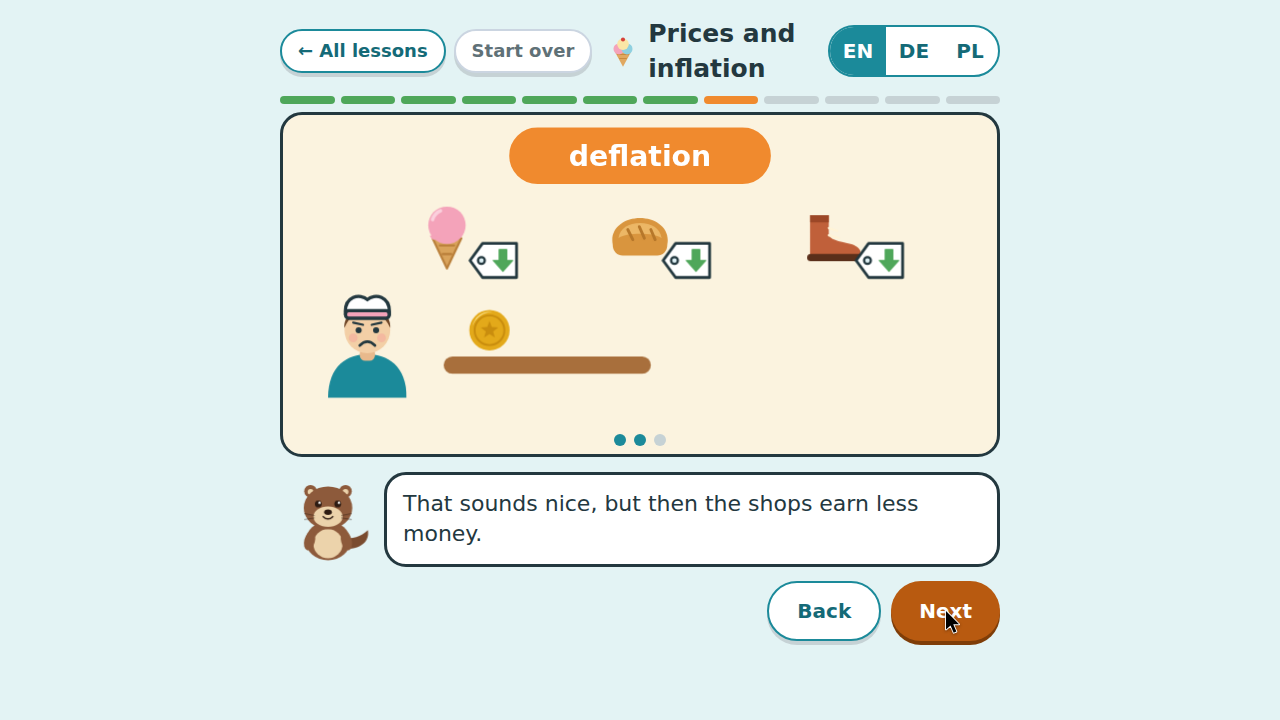 ← All lessons
Start over
Prices and
inflation
EN
DE
PL
deflation
That sounds nice, but then the shops earn less
money.
Back
Next